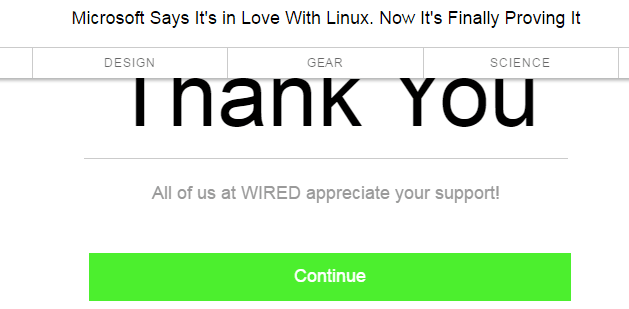 Microsoft Says It's in Love With Linux. Now It's Finally Proving It
DESIGN GEAR SCIENCE
Thank You
All of us at WIRED appreciate your support!
Continue